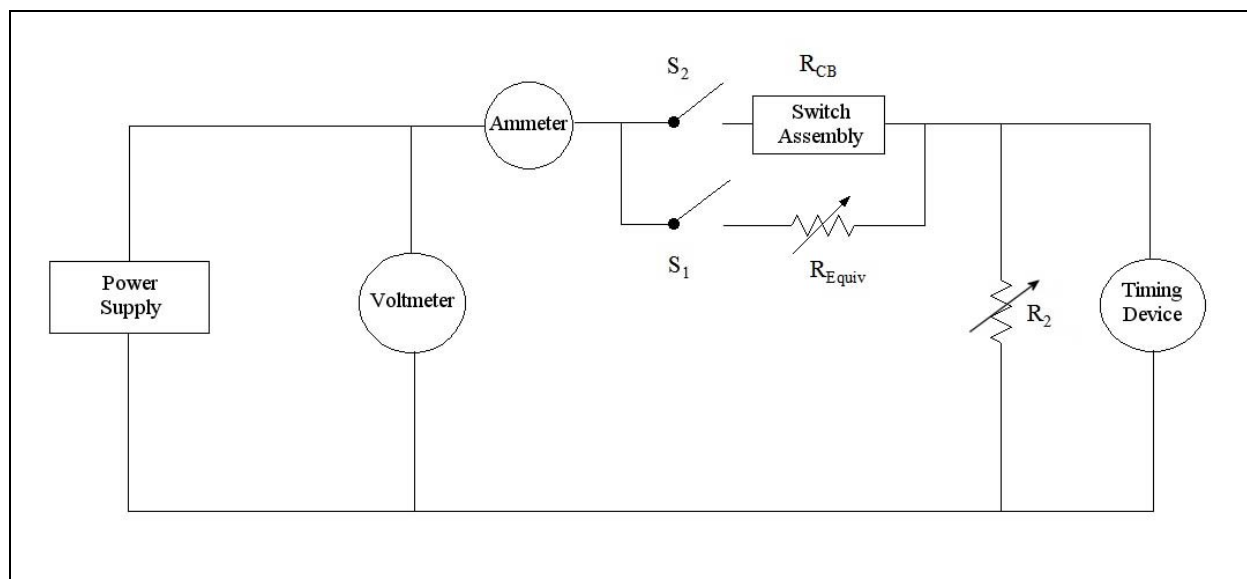 S2
RCB
Ammeter
Switch
Assembly
S1
REquiv
Power
Supply
Voltmeter
R2
Timing
Device